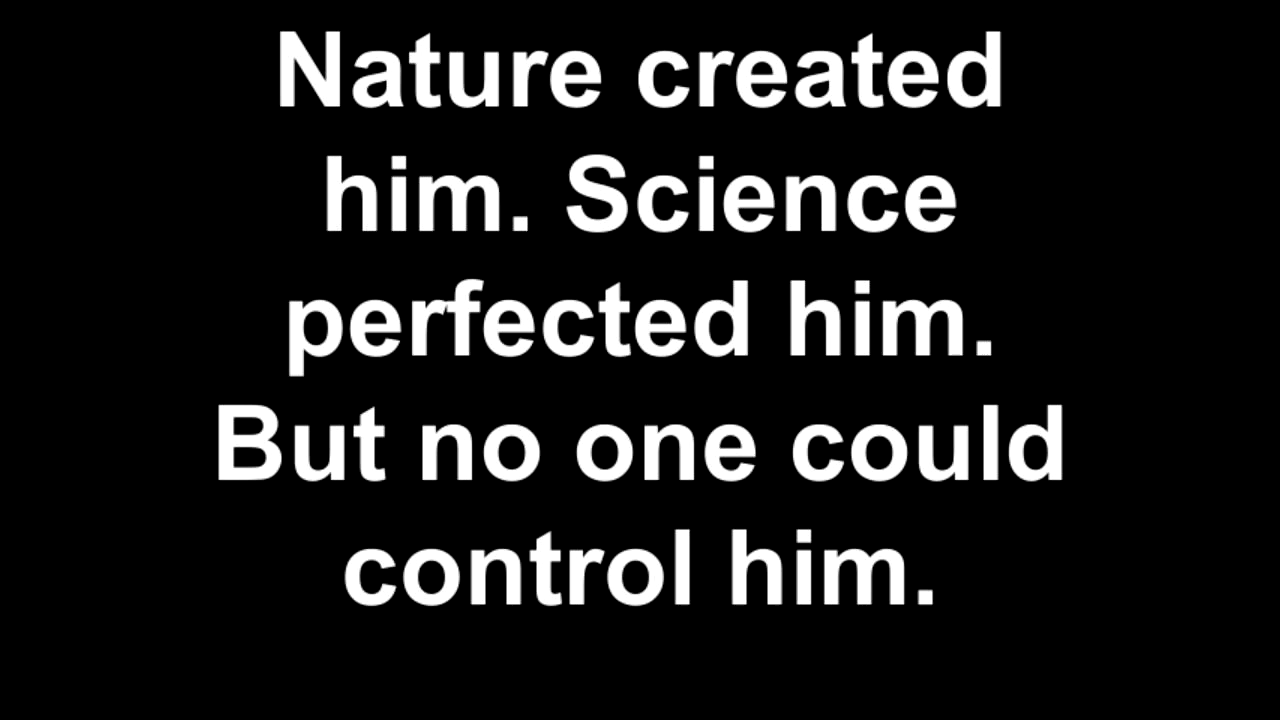 Nature created
him. Science
perfected him.
But no one could
control him.